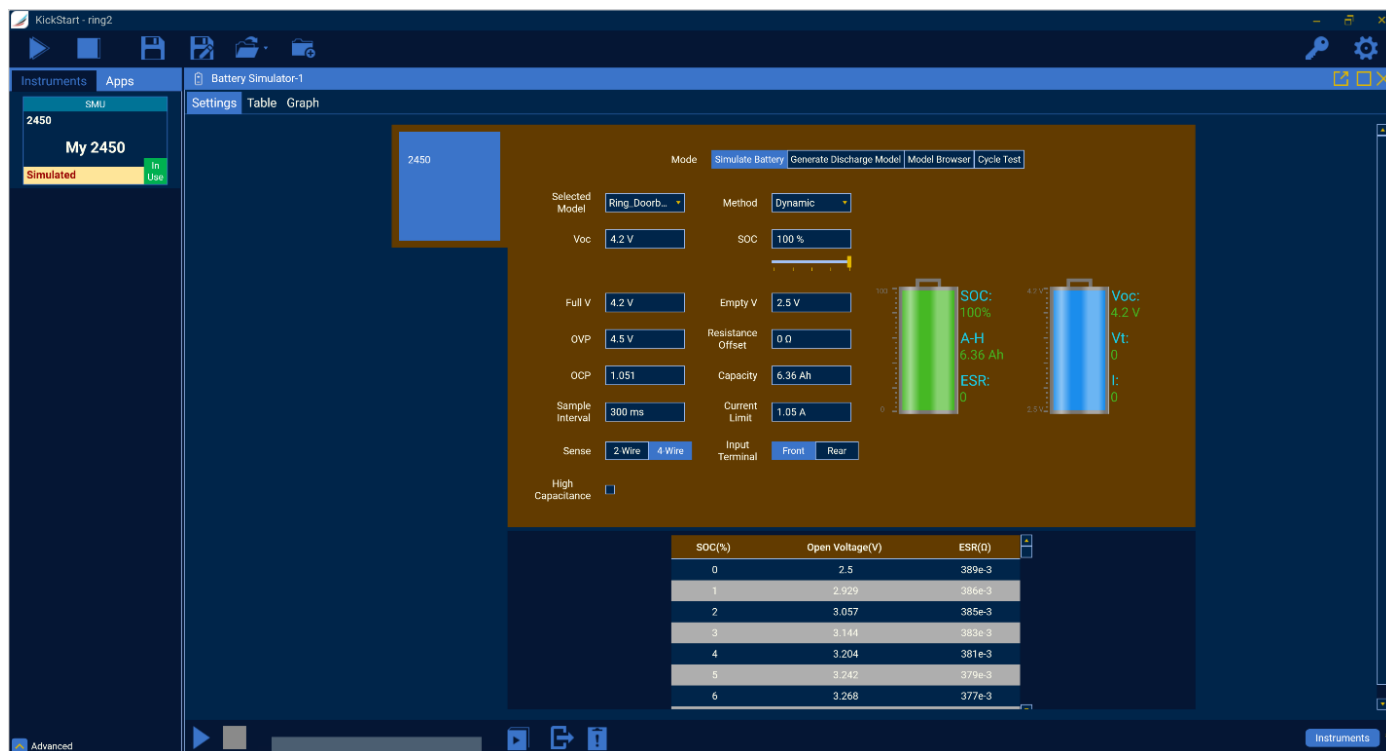 KickStart - ring2
Instruments Apps
Battery Simulator-1
SMU
2450
My 2450
Simulated
In Use
Settings Table Graph
2450
Mode Simulate Battery Generate Discharge Model Model Browser Cycle Test
Selected Model Ring_Doorb... Method Dynamic
Voc 4.2 V SOC 100 %
Full V 4.2 V Empty V 2.5 V
OVP 4.5 V Resistance Offset 0 Ω
OCP 1.051 Capacity 6.36 Ah
Sample Interval 300 ms Current Limit 1.05 A
Sense 2-Wire 4-Wire Input Terminal Front Rear
High Capacitance
100
0
SOC:
100%
A-H
6.36 Ah
ESR:
0
4.2 V
2.5 V
Voc:
4.2 V
Vt:
0
I:
0
SOC(%) Open Voltage(V) ESR(Ω)
0 2.5 389e-3
1 2.929 386e-3
2 3.057 385e-3
3 3.144 383e-3
4 3.204 381e-3
5 3.242 379e-3
6 3.268 377e-3
Advanced
Instruments